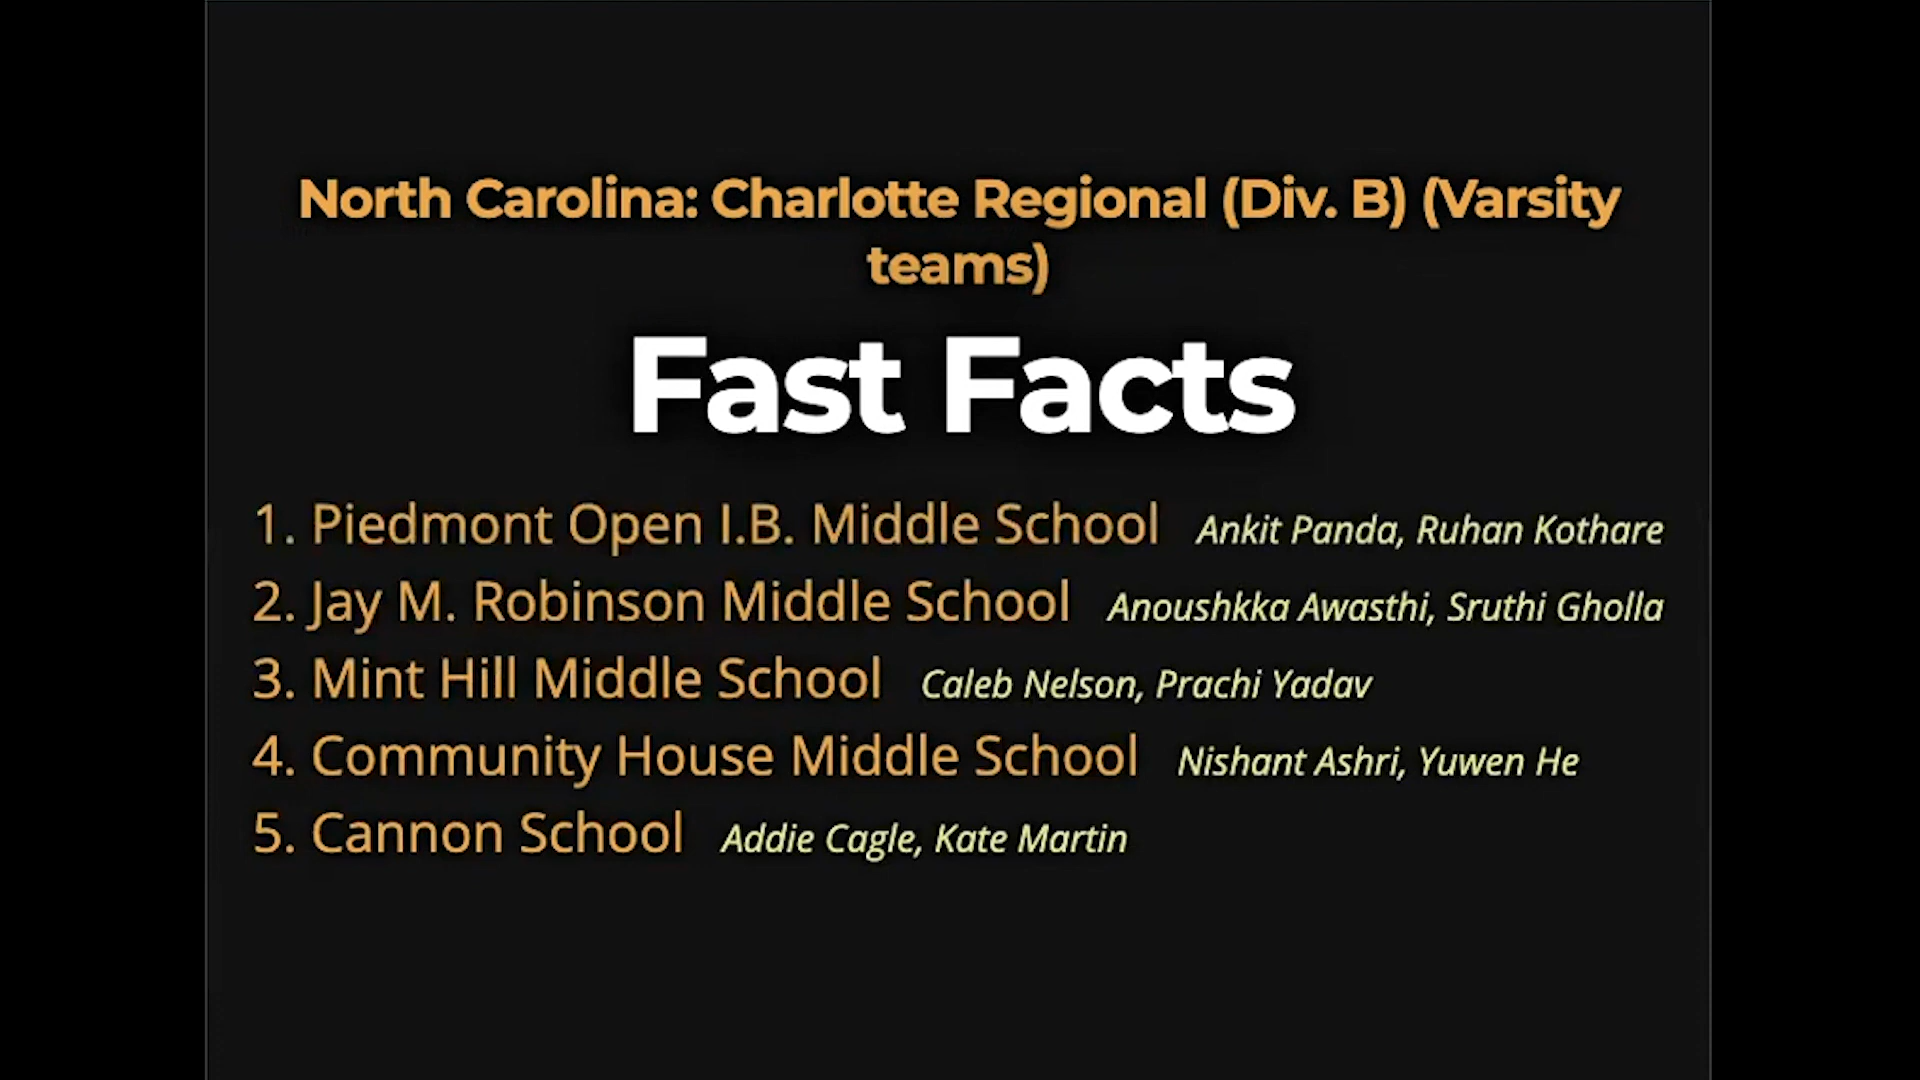 North Carolina: Charlotte Regional (Div. B) (Varsity
teams)
Fast Facts
1. Piedmont Open I.B. Middle School Ankit Panda, Ruhan Kothare
2. Jay M. Robinson Middle School Anoushkka Awasthi, Sruthi Gholla
3. Mint Hill Middle School Caleb Nelson, Prachi Yadav
4. Community House Middle School Nishant Ashri, Yuwen He
5. Cannon School Addie Cagle, Kate Martin